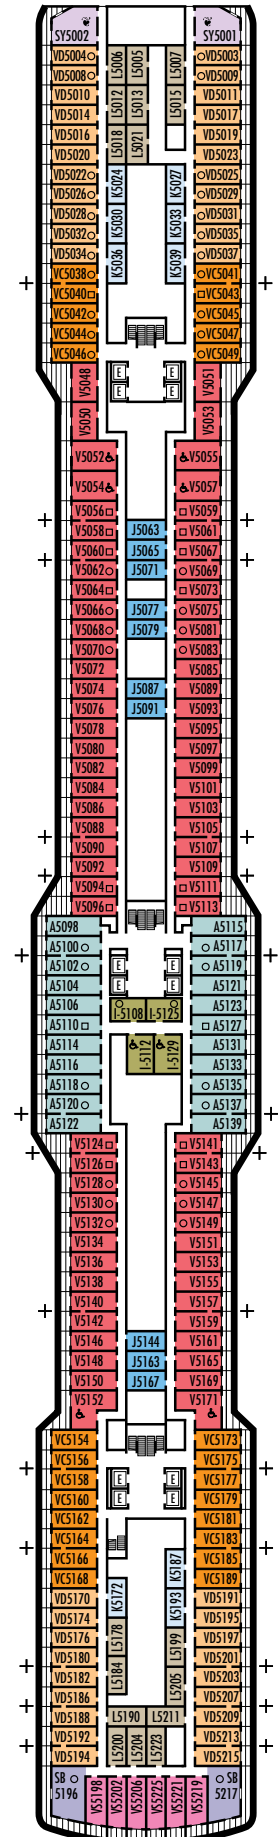 SY5002 SY5001
VD5004 L5006 L5005 L5007 VD5003
VD5008 VD5009
VD5010 L5012 L5013 L5015 VD5011
VD5014 VD5017
VD5016 L5018 L5021 VD5019
VD5020 VD5023
VD5022 K5024 K5027 VD5025
VD5026 VD5029
VD5028 K5030 K5033 VD5031
VD5032 VD5035
VD5034 K5036 K5039 VD5037
VC5038 VC5041
VC5040 VC5043
VC5042 VC5045
VC5044 VC5047
VC5046 VC5049
V5048 E E V5051
V5050 E E V5053
V5052 V5055
V5054 V5057
V5056 V5059
V5058 J5063 V5061
V5060 J5065 V5067
V5062 J5071 V5069
V5064 V5073
V5066 J5077 V5075
V5068 J5079 V5081
V5070 V5083
V5072 V5085
V5074 J5087 V5089
V5076 J5091 V5093
V5078 V5095
V5080 V5097
V5082 V5099
V5084 V5101
V5086 V5103
V5088 V5105
V5090 V5107
V5092 V5109
V5094 V5111
V5096 V5113
A5098 A5115
A5100 A5117
A5102 E E A5119
A5104 E E A5121
A5106 I-5108 I-5125 A5123
A5110 A5127
A5114 I-5112 I-5129 A5131
A5116 A5133
A5118 A5135
A5120 A5137
A5122 A5139
V5124 V5141
V5126 V5143
V5128 V5145
V5130 V5147
V5132 V5149
V5134 V5151
V5136 V5153
V5138 V5155
V5140 V5157
V5142 V5159
V5146 J5144 V5161
V5148 J5163 V5165
V5150 J5167 V5169
V5152 V5171
VC5154 VC5173
VC5156 VC5175
VC5158 E E VC5177
VC5160 E E VC5179
VC5162 VC5181
VC5164 VC5183
VC5166 K5187 VC5185
VC5168 VC5189
VD5170 K5172 K5193 VD5191
VD5174 VD5195
VD5176 L5178 L5199 VD5197
VD5180 VD5201
VD5182 L5184 L5205 VD5203
VD5186 VD5207
VD5188 L5190 L5211 VD5209
VD5192 L5200 L5204 L5223 VD5213
VD5194 VD5215
SB SB
5196 VS5198 VS5202 VS5206 VS5225 VS5221 VS5219 5217